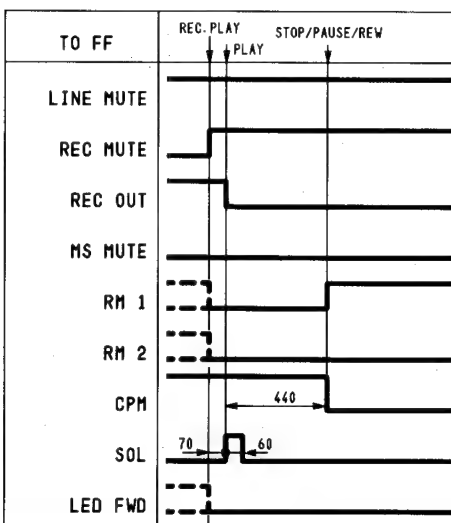 REC.PLAY STOP/PAUSE/REW
TO FF PLAY
LINE MUTE
REC MUTE
REC OUT
MS MUTE
RM 1
RM 2
CPM 440
SOL 70 60
LED FWD